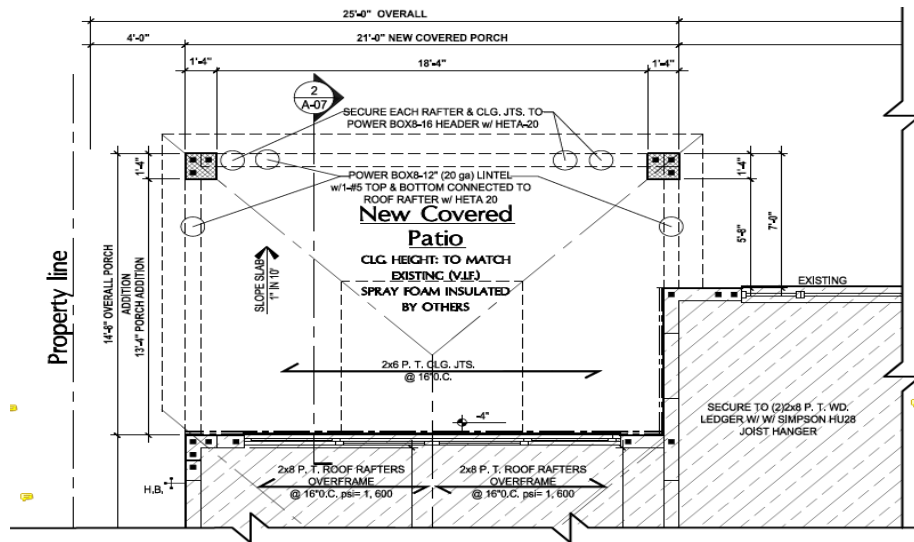 25'-0" OVERALL
4'-0"
21'-0" NEW COVERED PORCH
1'-4"
18'-4"
1'-4"
2
A-07
SECURE EACH RAFTER & CLG. JTS. TO
POWER BOX8-16 HEADER w/ HETA-20
1'-4"
POWER BOX8-12" (20 ga) LINTEL
w/1-#5 TOP & BOTTOM CONNECTED TO
ROOF RAFTER w/ HETA 20
1'-4"
7'-0"
5'-8"
New Covered
Patio
CLG. HEIGHT: TO MATCH
EXISTING (V.I.F.)
SPRAY FOAM INSULATED
BY OTHERS
SLOPE SLAB
1" IN 10'
EXISTING
Property line
14'-8" OVERALL PORCH
ADDITION
13'-4" PORCH ADDITION
2x6 P. T. CLG. JTS.
@ 16"O.C.
-4"
SECURE TO (2)2x8 P. T. WD.
LEDGER W/ W/ SIMPSON HU28
JOIST HANGER
2x8 P. T. ROOF RAFTERS
OVERFRAME
@ 16"O.C. psi= 1, 600
2x8 P. T. ROOF RAFTERS
OVERFRAME
@ 16"O.C. psi= 1, 600
H.B.